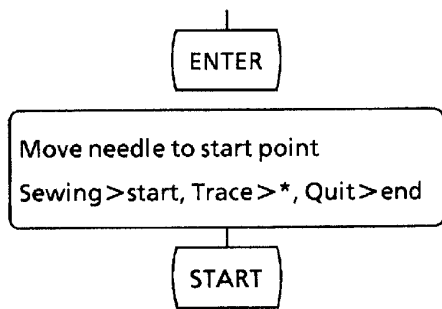 ENTER
Move needle to start point
Sewing>start, Trace>*, Quit>end
START